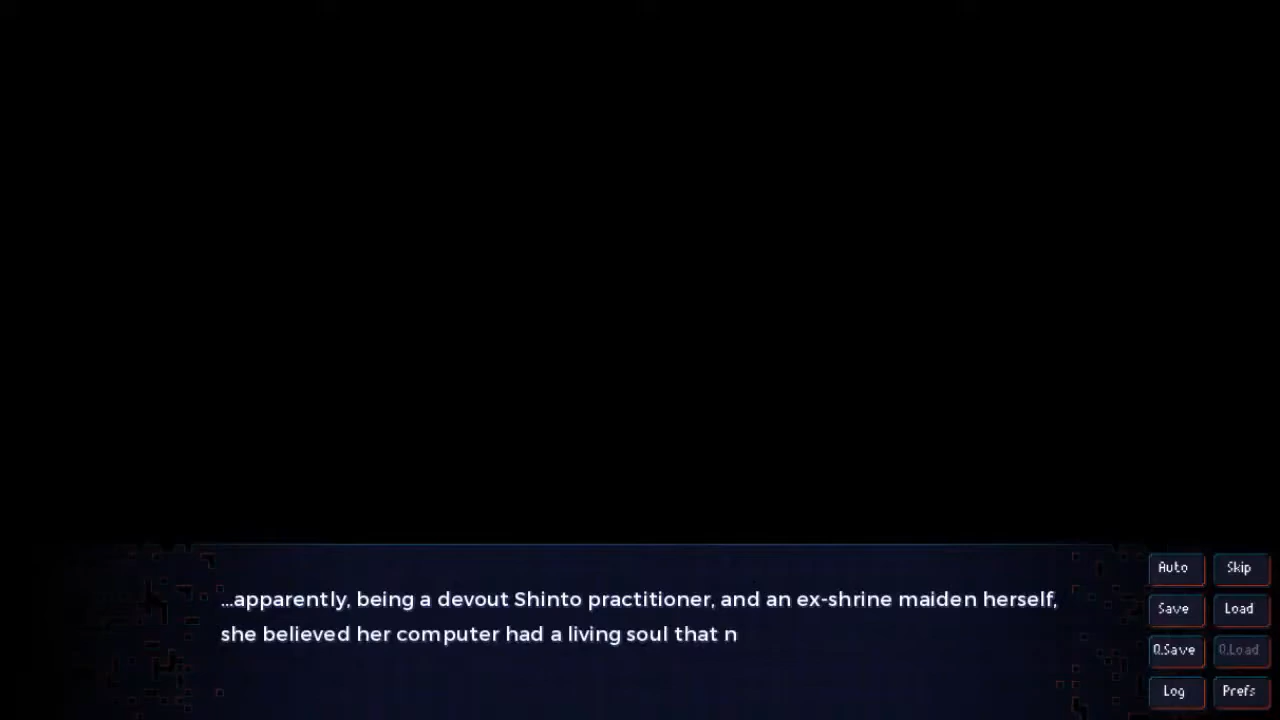 ...apparently, being a devout Shinto practitioner, and an ex-shrine maiden herself,
she believed her computer had a living soul that n
Auto Skip
Save Load
Q.Save Q.Load
Log Prefs